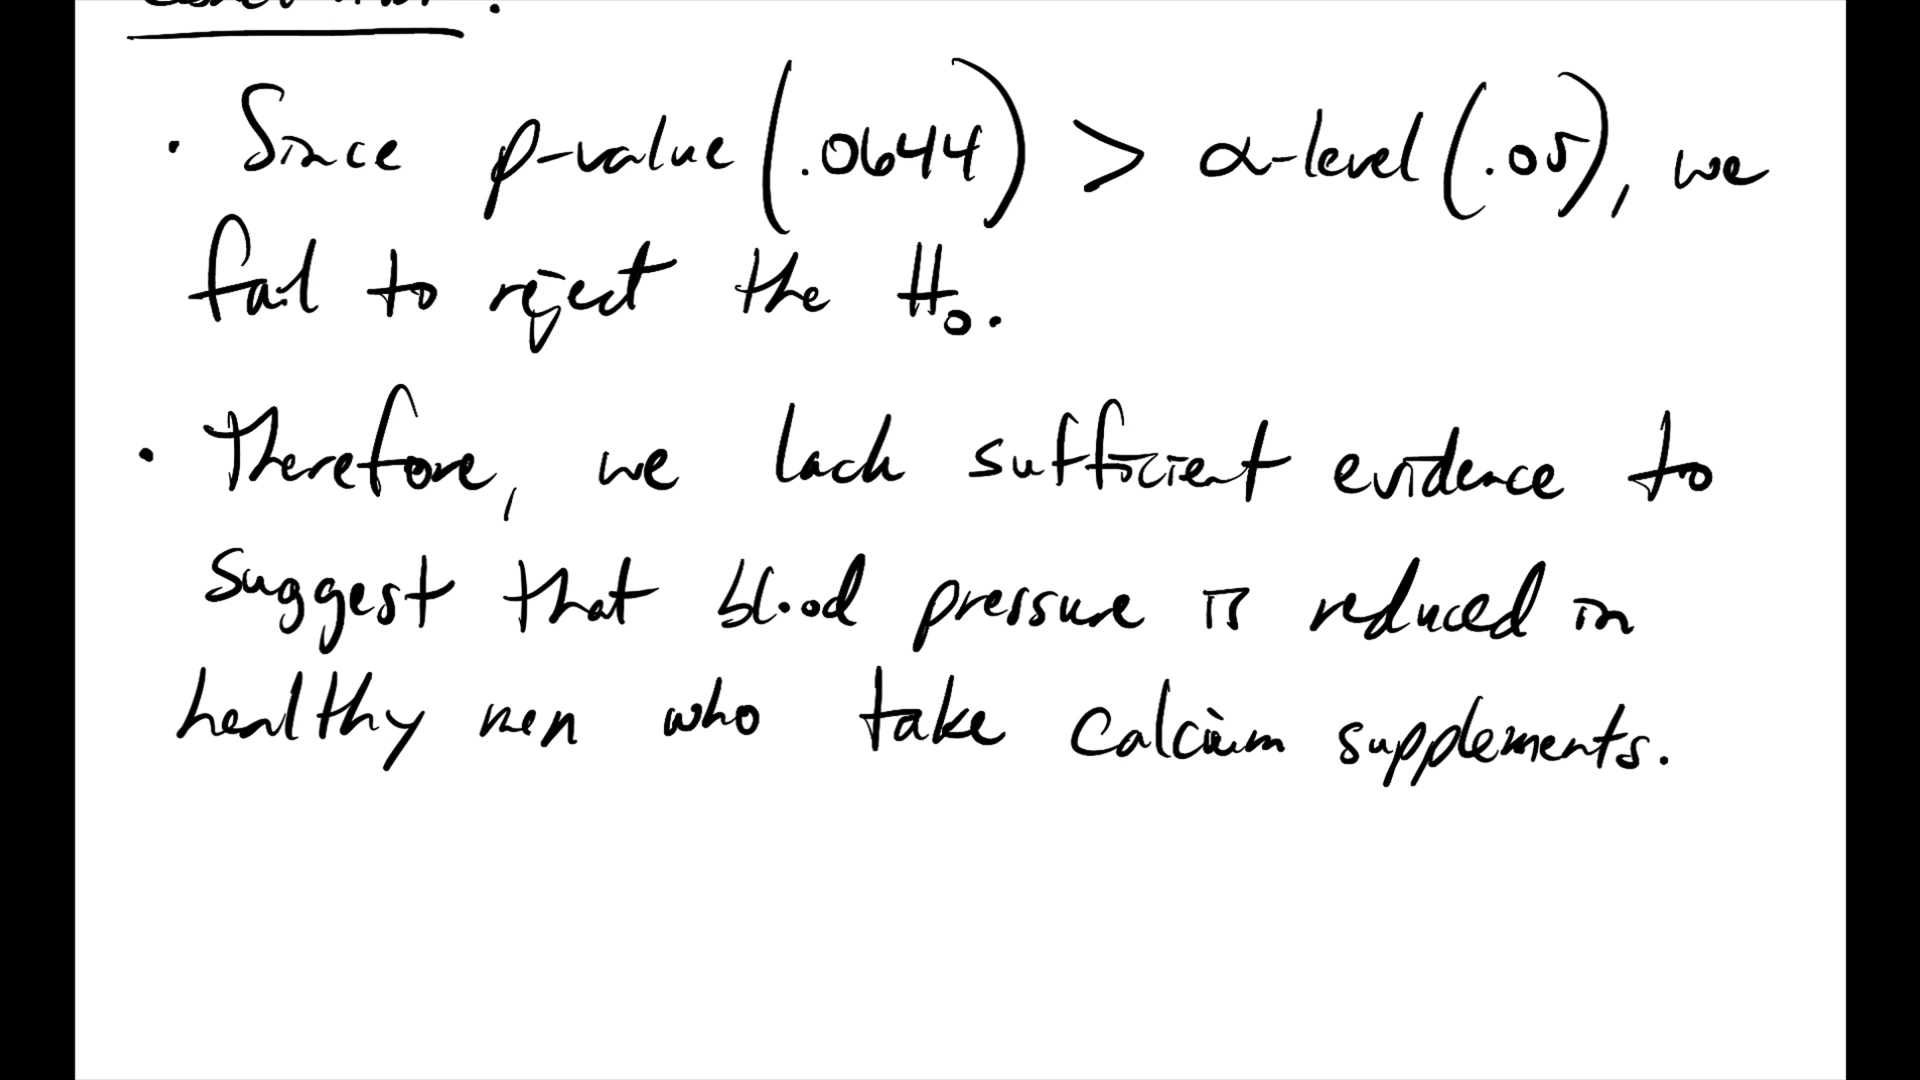 · Since p-value (.0644) > α-level (.05), we
fail to reject the H₀.
· Therefore, we lack sufficient evidence to
suggest that blood pressure is reduced in
healthy men who take calcium supplements.